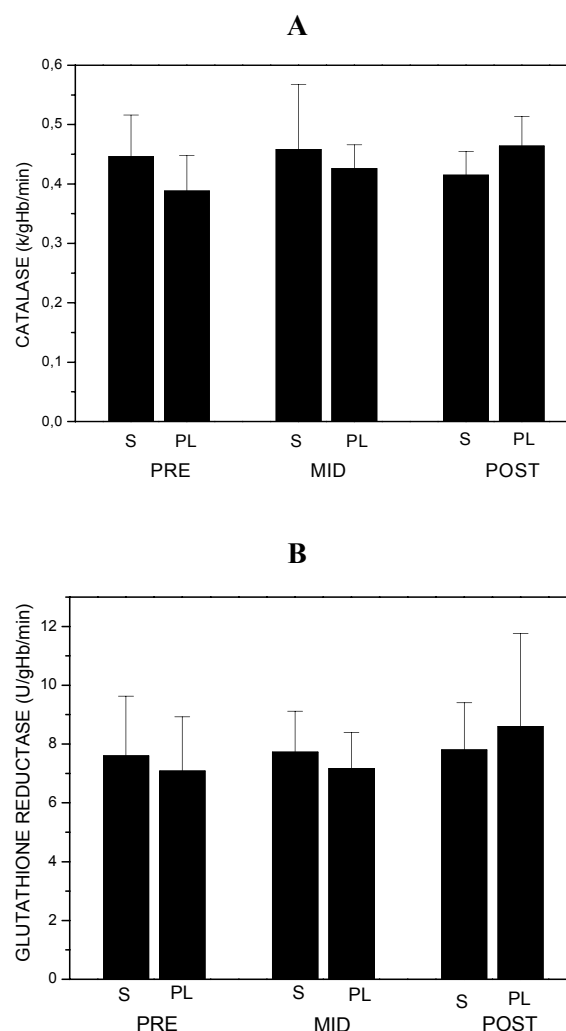 A
0,6
0,5
0,4
0,3
0,2
0,1
0,0
CATALASE (k/gHb/min)
S PL S PL S PL
PRE MID POST
B
12
10
8
6
4
2
0
GLUTATHIONE REDUCTASE (U/gHb/min)
S PL S PL S PL
PRE MID POST